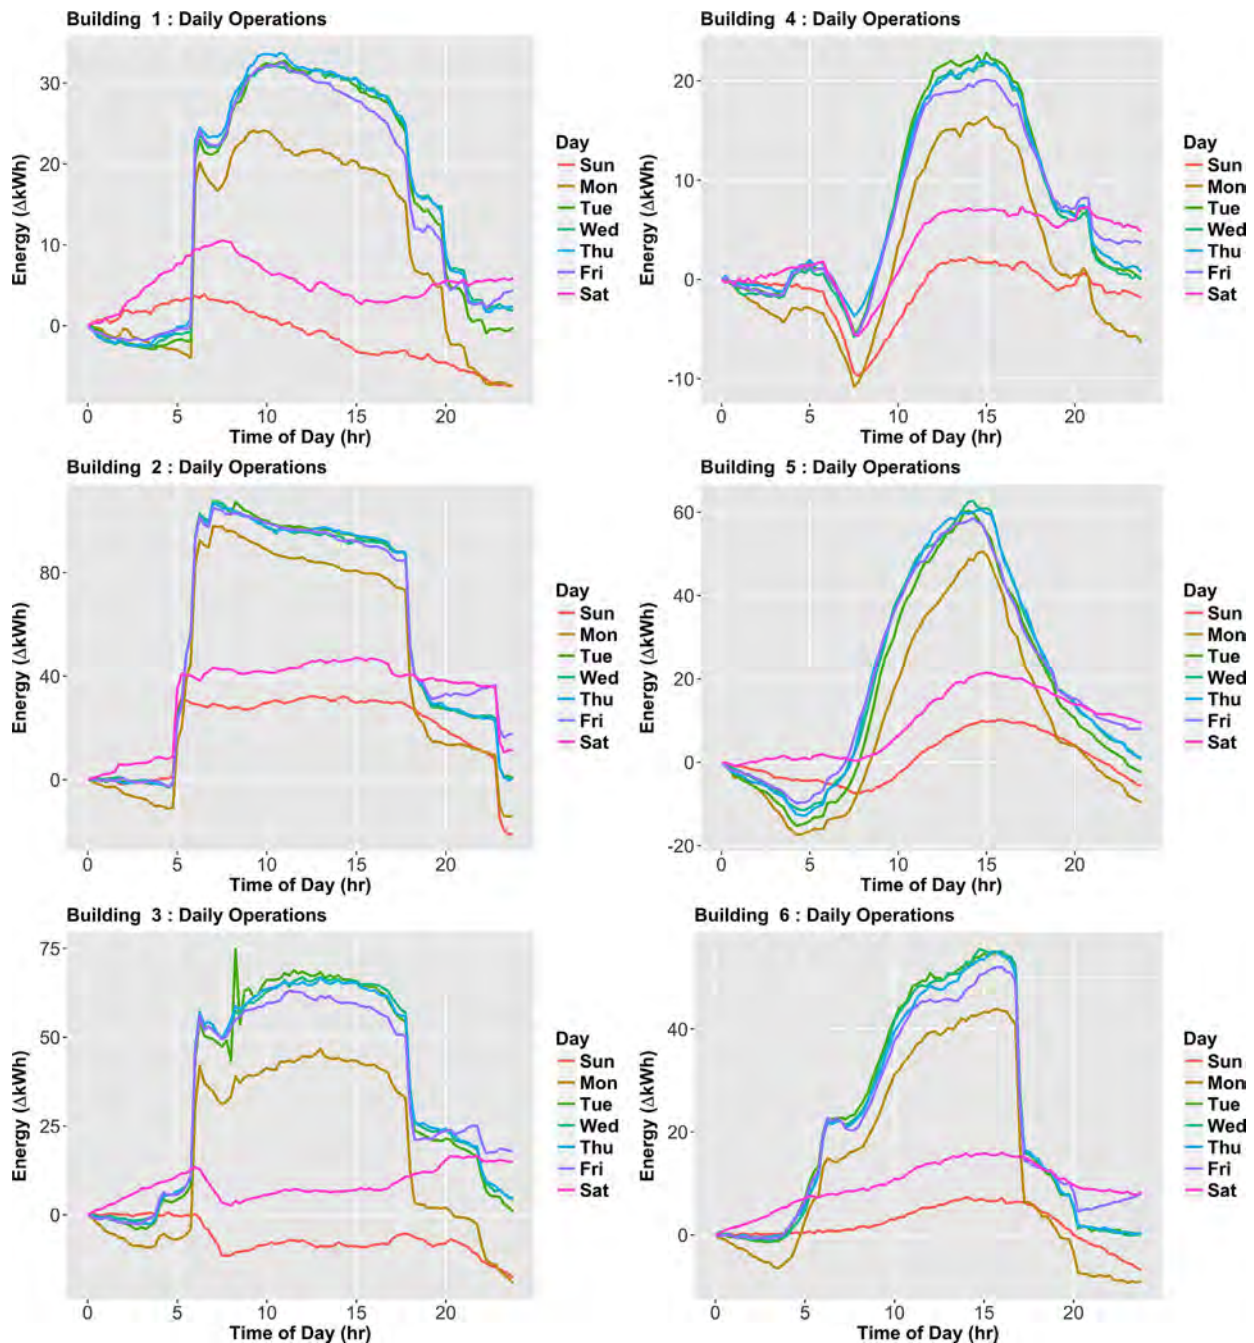 Building 1 : Daily Operations
30
20
10
0
Energy (ΔkWh)
0 5 10 15 20
Time of Day (hr)
Day
Sun
Mon
Tue
Wed
Thu
Fri
Sat
Building 4 : Daily Operations
20
10
0
-10
Energy (ΔkWh)
0 5 10 15 20
Time of Day (hr)
Day
Sun
Mon
Tue
Wed
Thu
Fri
Sat
Building 2 : Daily Operations
80
40
0
Energy (ΔkWh)
0 5 10 15 20
Time of Day (hr)
Day
Sun
Mon
Tue
Wed
Thu
Fri
Sat
Building 5 : Daily Operations
60
40
20
0
-20
Energy (ΔkWh)
0 5 10 15 20
Time of Day (hr)
Day
Sun
Mon
Tue
Wed
Thu
Fri
Sat
Building 3 : Daily Operations
75
50
25
0
Energy (ΔkWh)
0 5 10 15 20
Time of Day (hr)
Day
Sun
Mon
Tue
Wed
Thu
Fri
Sat
Building 6 : Daily Operations
40
20
0
Energy (ΔkWh)
0 5 10 15 20
Time of Day (hr)
Day
Sun
Mon
Tue
Wed
Thu
Fri
Sat